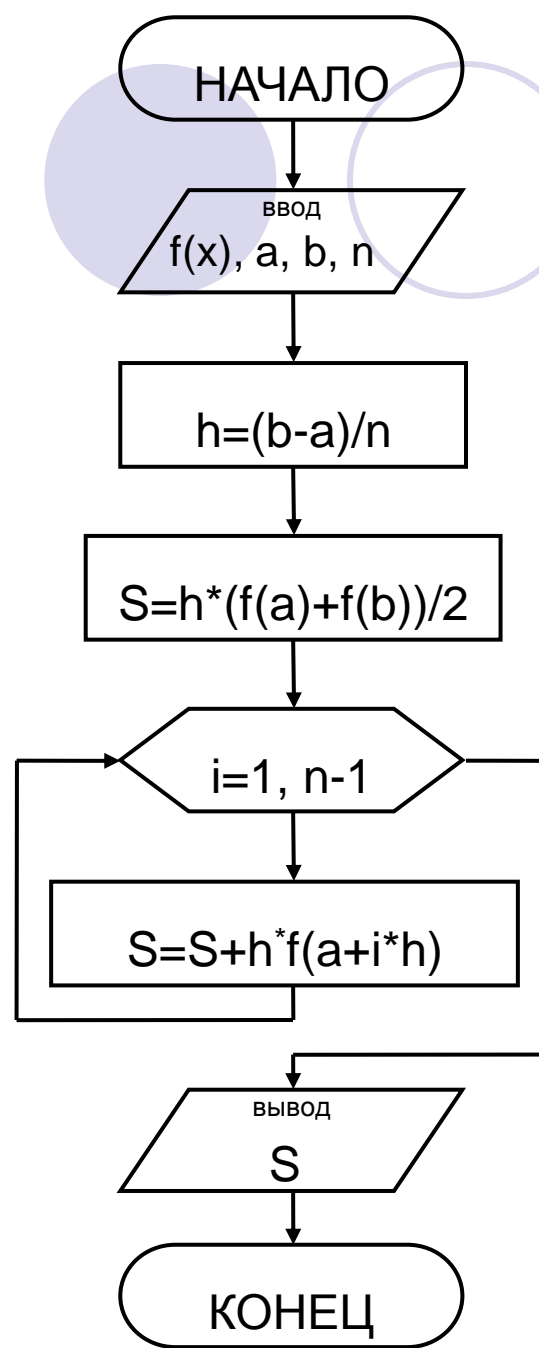 НАЧАЛО
ввод
f(x), a, b, n
h=(b-a)/n
S=h*(f(a)+f(b))/2
i=1, n-1
S=S+h*f(a+i*h)
вывод
S
КОНЕЦ